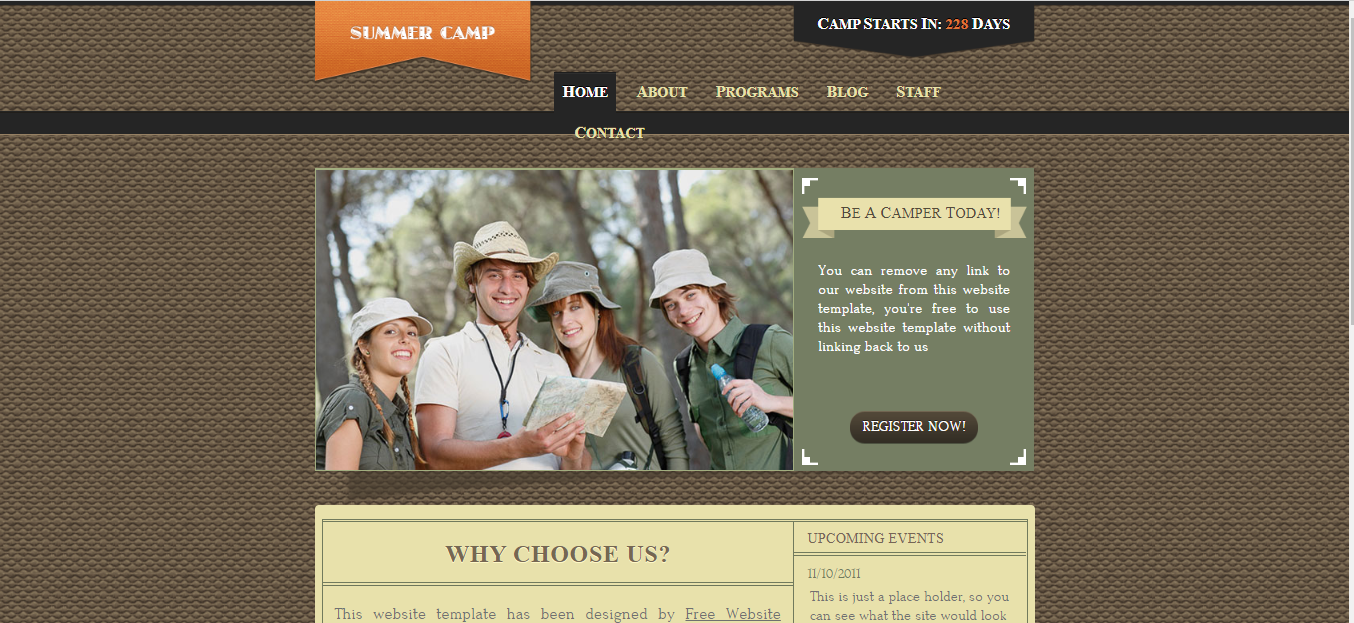 SUMMER CAMP
CAMP STARTS IN: 228 DAYS
HOME ABOUT PROGRAMS BLOG STAFF
CONTACT
BE A CAMPER TODAY!
You can remove any link to
our website from this website
template, you're free to use
this website template without
linking back to us
REGISTER NOW!
WHY CHOOSE US?
This website template has been designed by Free Website
UPCOMING EVENTS
11/10/2011
This is just a place holder, so you
can see what the site would look